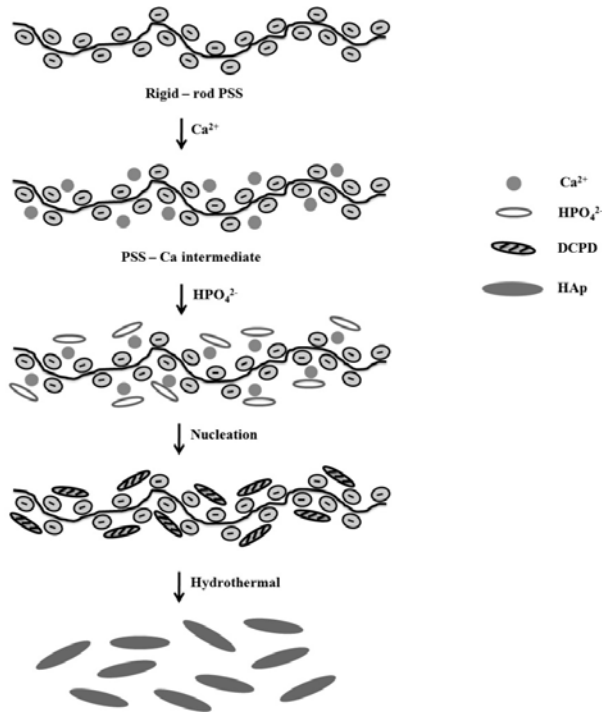 Rigid – rod PSS
Ca²⁺
PSS – Ca intermediate
HPO₄²⁻
Nucleation
Hydrothermal
Ca²⁺
HPO₄²⁻
DCPD
HAp